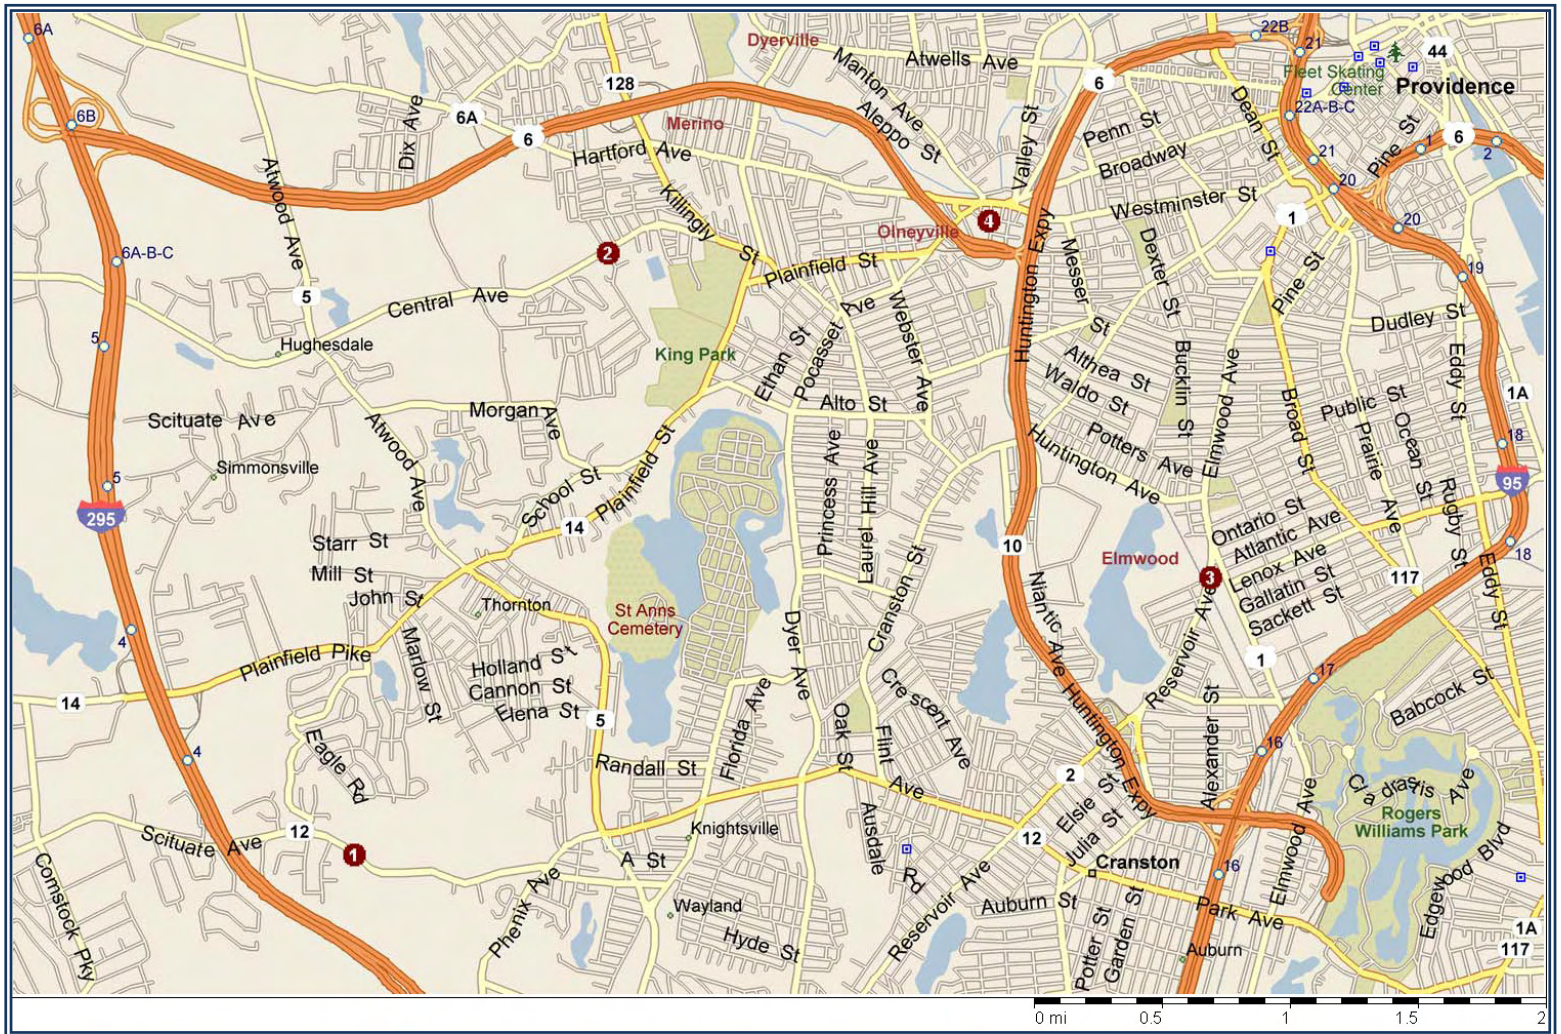 6A
22B
21
44
Dyerville
Atwells Ave
Manton Ave
Fleet Skating
Center
Providence
128
6
6A
6B
Dix Ave
6
Merino
Aleppo St
Valley St
Penn St
Dean St
22A-B-C
Pine St
1
6
2
Hartford Ave
Broadway
21
20
Atwood Ave
Killingly St
Westminster St
1
20
4
Olneyville
2
6A-B-C
Plainfield St
Huntington Expy
Messer St
Dexter St
19
Pine St
5
Central Ave
Webster Ave
Pocasset Ave
Ethan St
Dudley St
5
Hughesdale
King Park
Althea St
Waldo St
Bucklin St
Elmwood Ave
Eddy St
1A
Scituate Ave
Morgan Ave
Alto St
Broad St
Public St
Ocean St
Prairie Ave
Atwood Ave
Huntington Ave
Potters Ave
18
Simmonsville
5
295
School St
Plainfield St
Princess Ave
Laurel Hill Ave
95
Rugby St
14
Ontario St
Atlantic Ave
Lenox Ave
Gallatin St
Sackett St
Starr St
10
18
Elmwood
3
117
Eddy St
Mill St
John St
Thornton
St Anns
Cemetery
Cranston St
Niantic Ave
Reservoir Ave
4
Plainfield Pike
Marlow St
Holland St
Cannon St
Elena St
Dyer Ave
1
17
14
5
Florida Ave
Oak St
Flint Ave
Crescent Ave
Huntington Expy
Alexander St
Babcock St
4
Eagle Rd
Randall St
16
2
Elsie St
Julia St
Rogers
Williams Park
12
Scituate Ave
1
Knightsville
A St
Ausdale Rd
12
Cranston
16
Elmwood Ave
Edgewood Blvd
Comstock Pky
Phenix Ave
Wayland
Hyde St
Reservoir Ave
Auburn St
Potter St
Garden St
Park Ave
Auburn
1A
117
0 mi 0.5 1 1.5 2